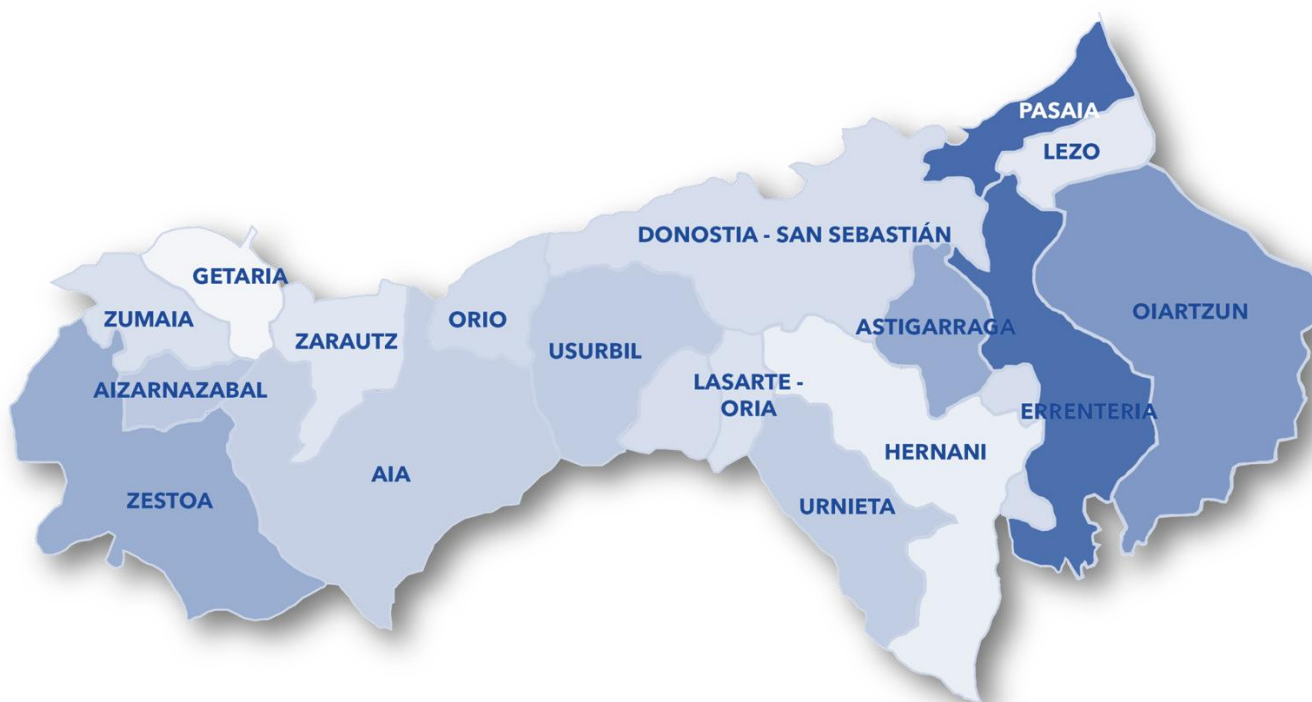 PASAIA
LEZO
DONOSTIA - SAN SEBASTIÁN
GETARIA
ZUMAIA
ORIO
OIARTZUN
ASTIGARRAGA
ZARAUTZ
USURBIL
AIZARNAZABAL
LASARTE -
ORIA
ERRENTERIA
HERNANI
AIA
ZESTOA
URNIETA